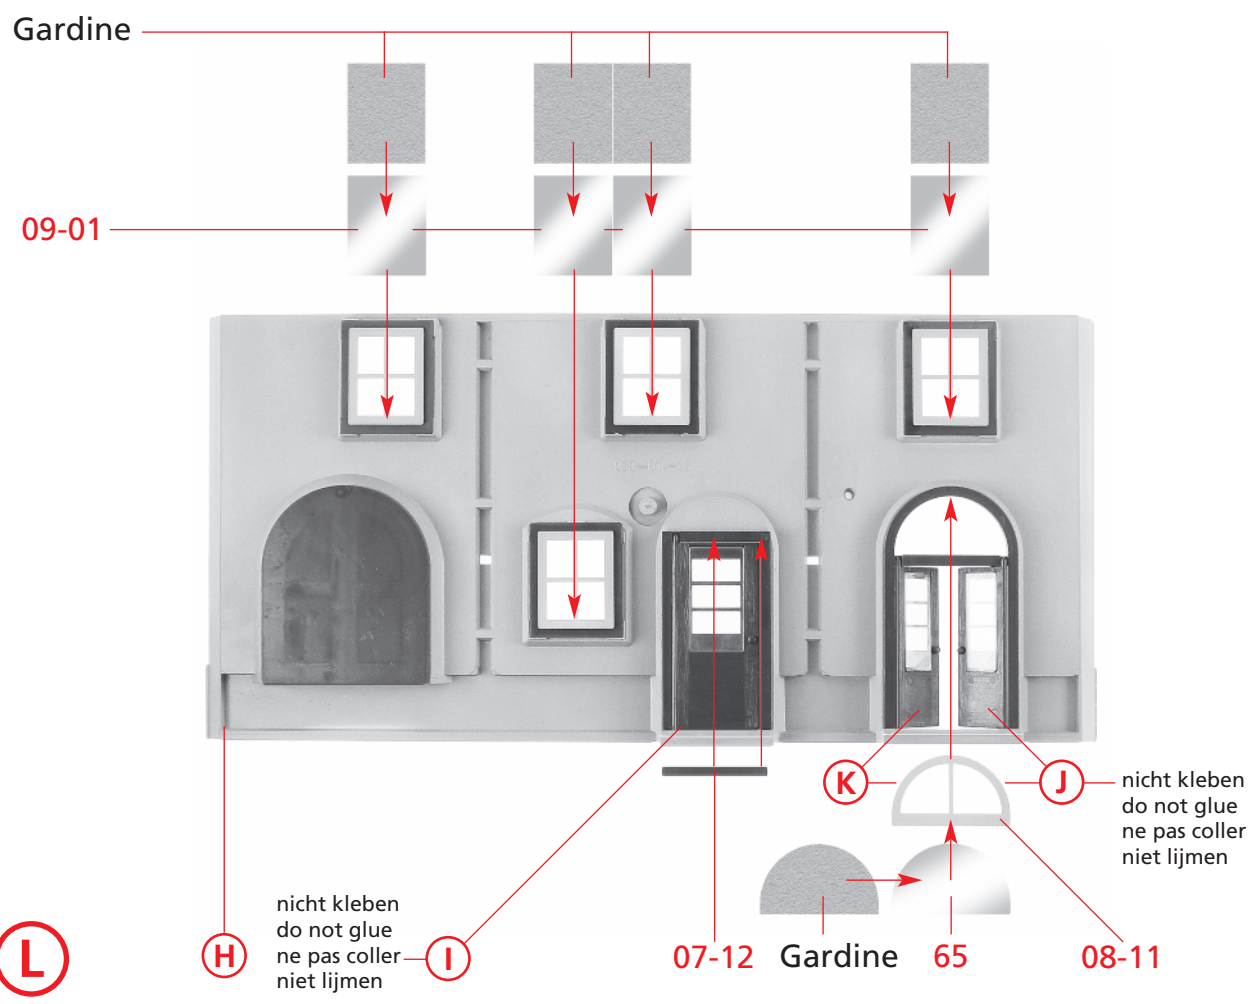 Gardine
09-01
K
J
nicht kleben
do not glue
ne pas coller
niet lijmen
nicht kleben
do not glue
ne pas coller
niet lijmen
L
H
I
07-12
Gardine
65
08-11